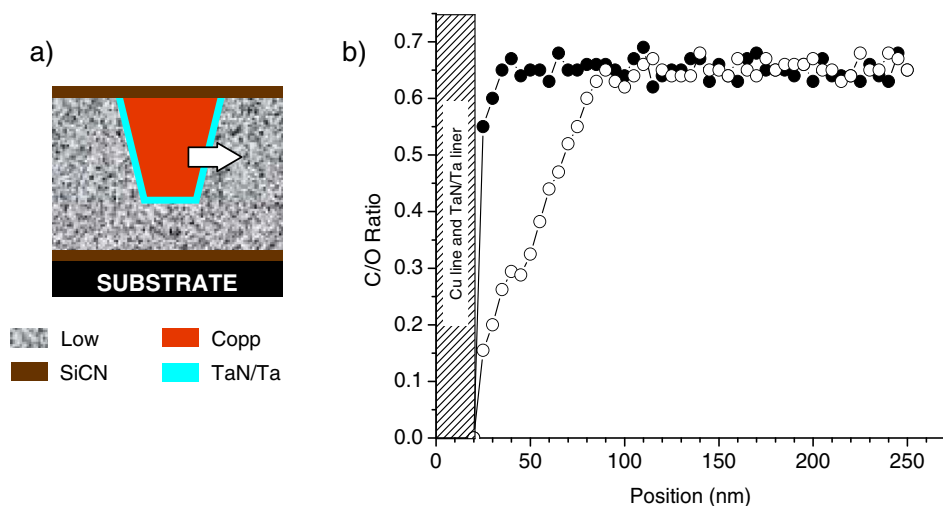 a)
SUBSTRATE
Low
Copp
SiCN
TaN/Ta
b)
C/O Ratio
0.7
0.6
0.5
0.4
0.3
0.2
0.1
0.0
Cu line and TaN/Ta liner
0 50 100 150 200 250
Position (nm)